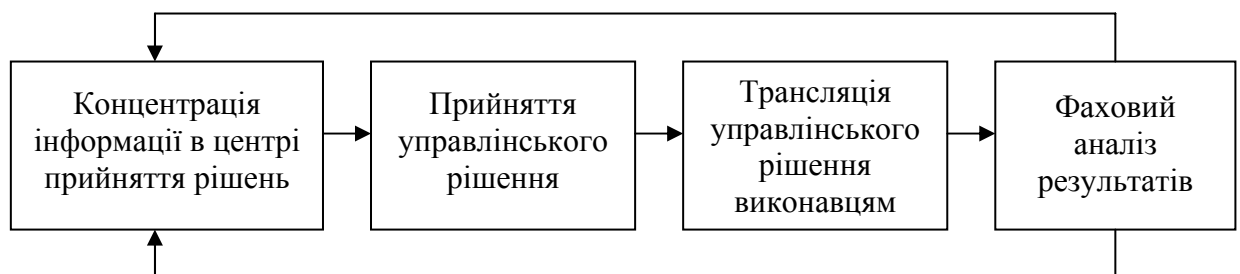 Концентрація
інформації в центрі
прийняття рішень
Прийняття
управлінського
рішення
Трансляція
управлінського
рішення
виконавцям
Фаховий
аналіз
результатів